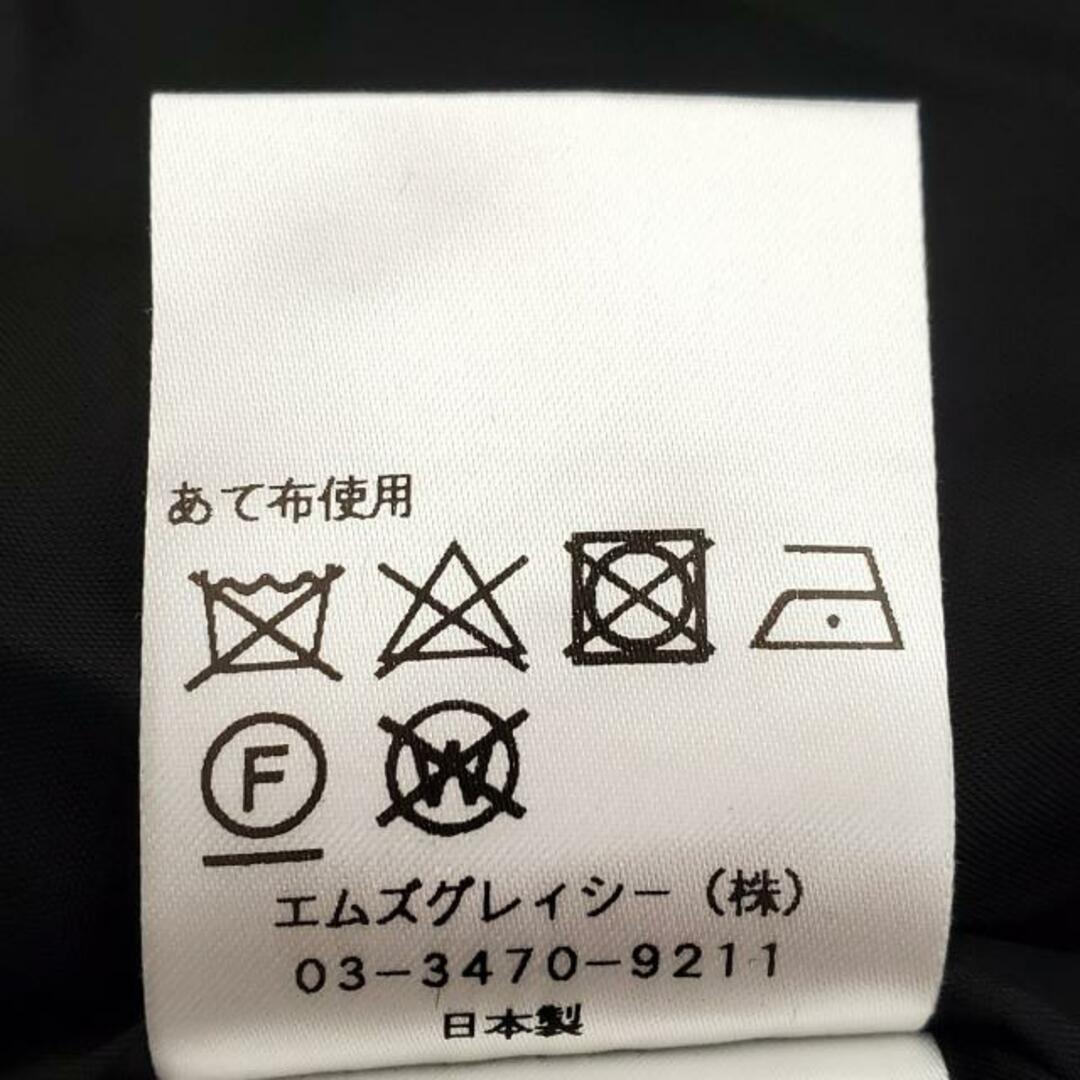 あて布使用
F W
エムズグレイシー(株)
03-3470-9211
日本製